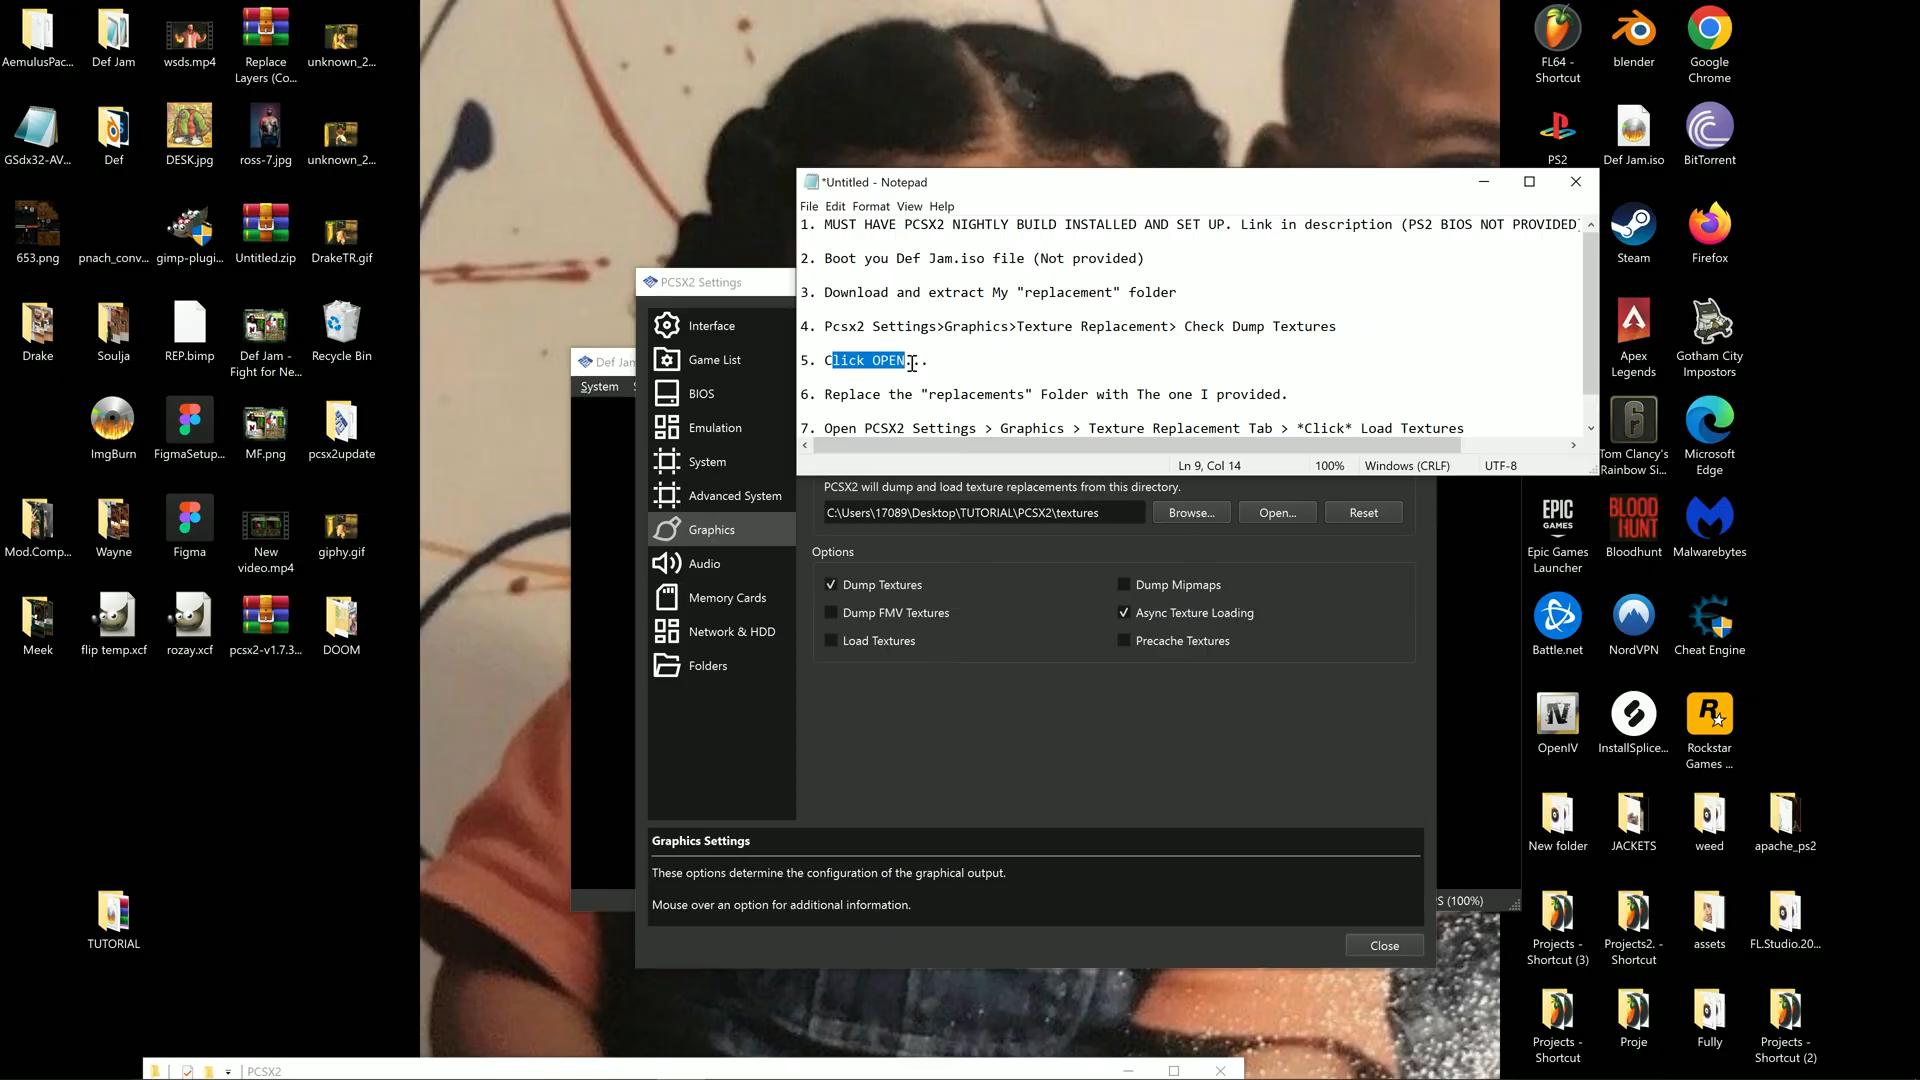 AemulusPac...
Def Jam
wsds.mp4
Replace
Layers (Co...
unknown_2...
GSdx32-AV...
Def
DESK.jpg
ross-7.jpg
unknown_2...
653.png
pnach_conv...
gimp-plugi...
Untitled.zip
DrakeTR.gif
Drake
Soulja
REP.bimp
Def Jam -
Fight for Ne...
Recycle Bin
ImgBurn
FigmaSetup...
MF.png
pcsx2update
Mod.Comp...
Wayne
Figma
New
video.mp4
giphy.gif
Meek
flip temp.xcf
rozay.xcf
pcsx2-v1.7.3...
DOOM
TUTORIAL
*Untitled - Notepad
File Edit Format View Help
1. MUST HAVE PCSX2 NIGHTLY BUILD INSTALLED AND SET UP. Link in description (PS2 BIOS NOT PROVIDED)
2. Boot you Def Jam.iso file (Not provided)
3. Download and extract My "replacement" folder
4. Pcsx2 Settings>Graphics>Texture Replacement> Check Dump Textures
5. Click OPEN...
6. Replace the "replacements" Folder with The one I provided.
7. Open PCSX2 Settings > Graphics > Texture Replacement Tab > *Click* Load Textures
Ln 9, Col 14
100%
Windows (CRLF)
UTF-8
Def Jam
System
PCSX2 Settings
Interface
Game List
BIOS
Emulation
System
Advanced System
Graphics
Audio
Memory Cards
Network & HDD
Folders
PCSX2 will dump and load texture replacements from this directory.
C:\Users\17089\Desktop\TUTORIAL\PCSX2\textures
Browse...
Open...
Reset
Options
Dump Textures
Dump Mipmaps
Dump FMV Textures
Async Texture Loading
Load Textures
Precache Textures
Graphics Settings
These options determine the configuration of the graphical output.
Mouse over an option for additional information.
Close
(100%)
PCSX2
FL64 -
Shortcut
blender
Google
Chrome
PS2
Def Jam.iso
BitTorrent
Steam
Firefox
Apex
Legends
Gotham City
Impostors
Tom Clancy's
Rainbow Si...
Microsoft
Edge
EPIC
GAMES
Epic Games
Launcher
BLOOD
HUNT
Bloodhunt
Malwarebytes
Battle.net
NordVPN
Cheat Engine
OpenIV
InstallSplice...
Rockstar
Games ...
New folder
JACKETS
weed
apache_ps2
Projects -
Shortcut (3)
Projects2. -
Shortcut
assets
FL.Studio.20...
Projects -
Shortcut
Proje
Fully
Projects -
Shortcut (2)